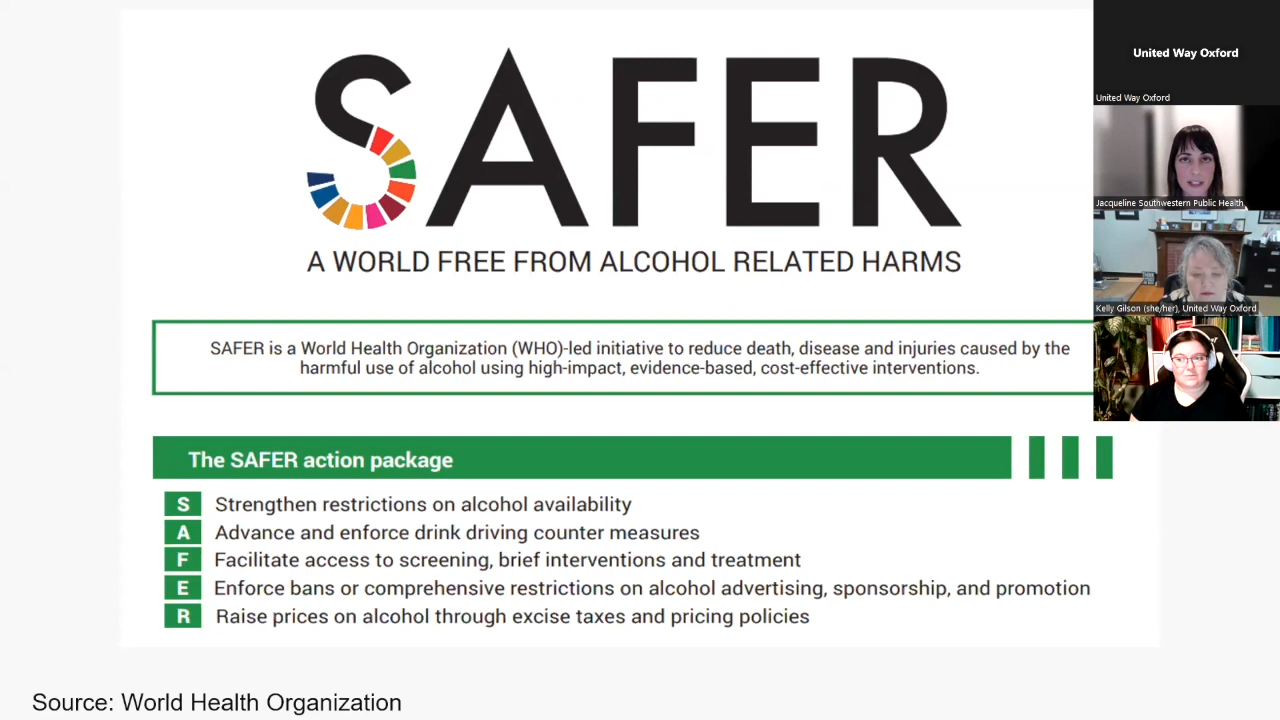 SAFER
A WORLD FREE FROM ALCOHOL RELATED HARMS
SAFER is a World Health Organization (WHO)-led initiative to reduce death, disease and injuries caused by the
harmful use of alcohol using high-impact, evidence-based, cost-effective interventions.
The SAFER action package
S Strengthen restrictions on alcohol availability
A Advance and enforce drink driving counter measures
F Facilitate access to screening, brief interventions and treatment
E Enforce bans or comprehensive restrictions on alcohol advertising, sponsorship, and promotion
R Raise prices on alcohol through excise taxes and pricing policies
Source: World Health Organization
United Way Oxford
United Way Oxford
Jacqueline Southwestern Public Health
Kelly Gilson (she/her), United Way Oxford